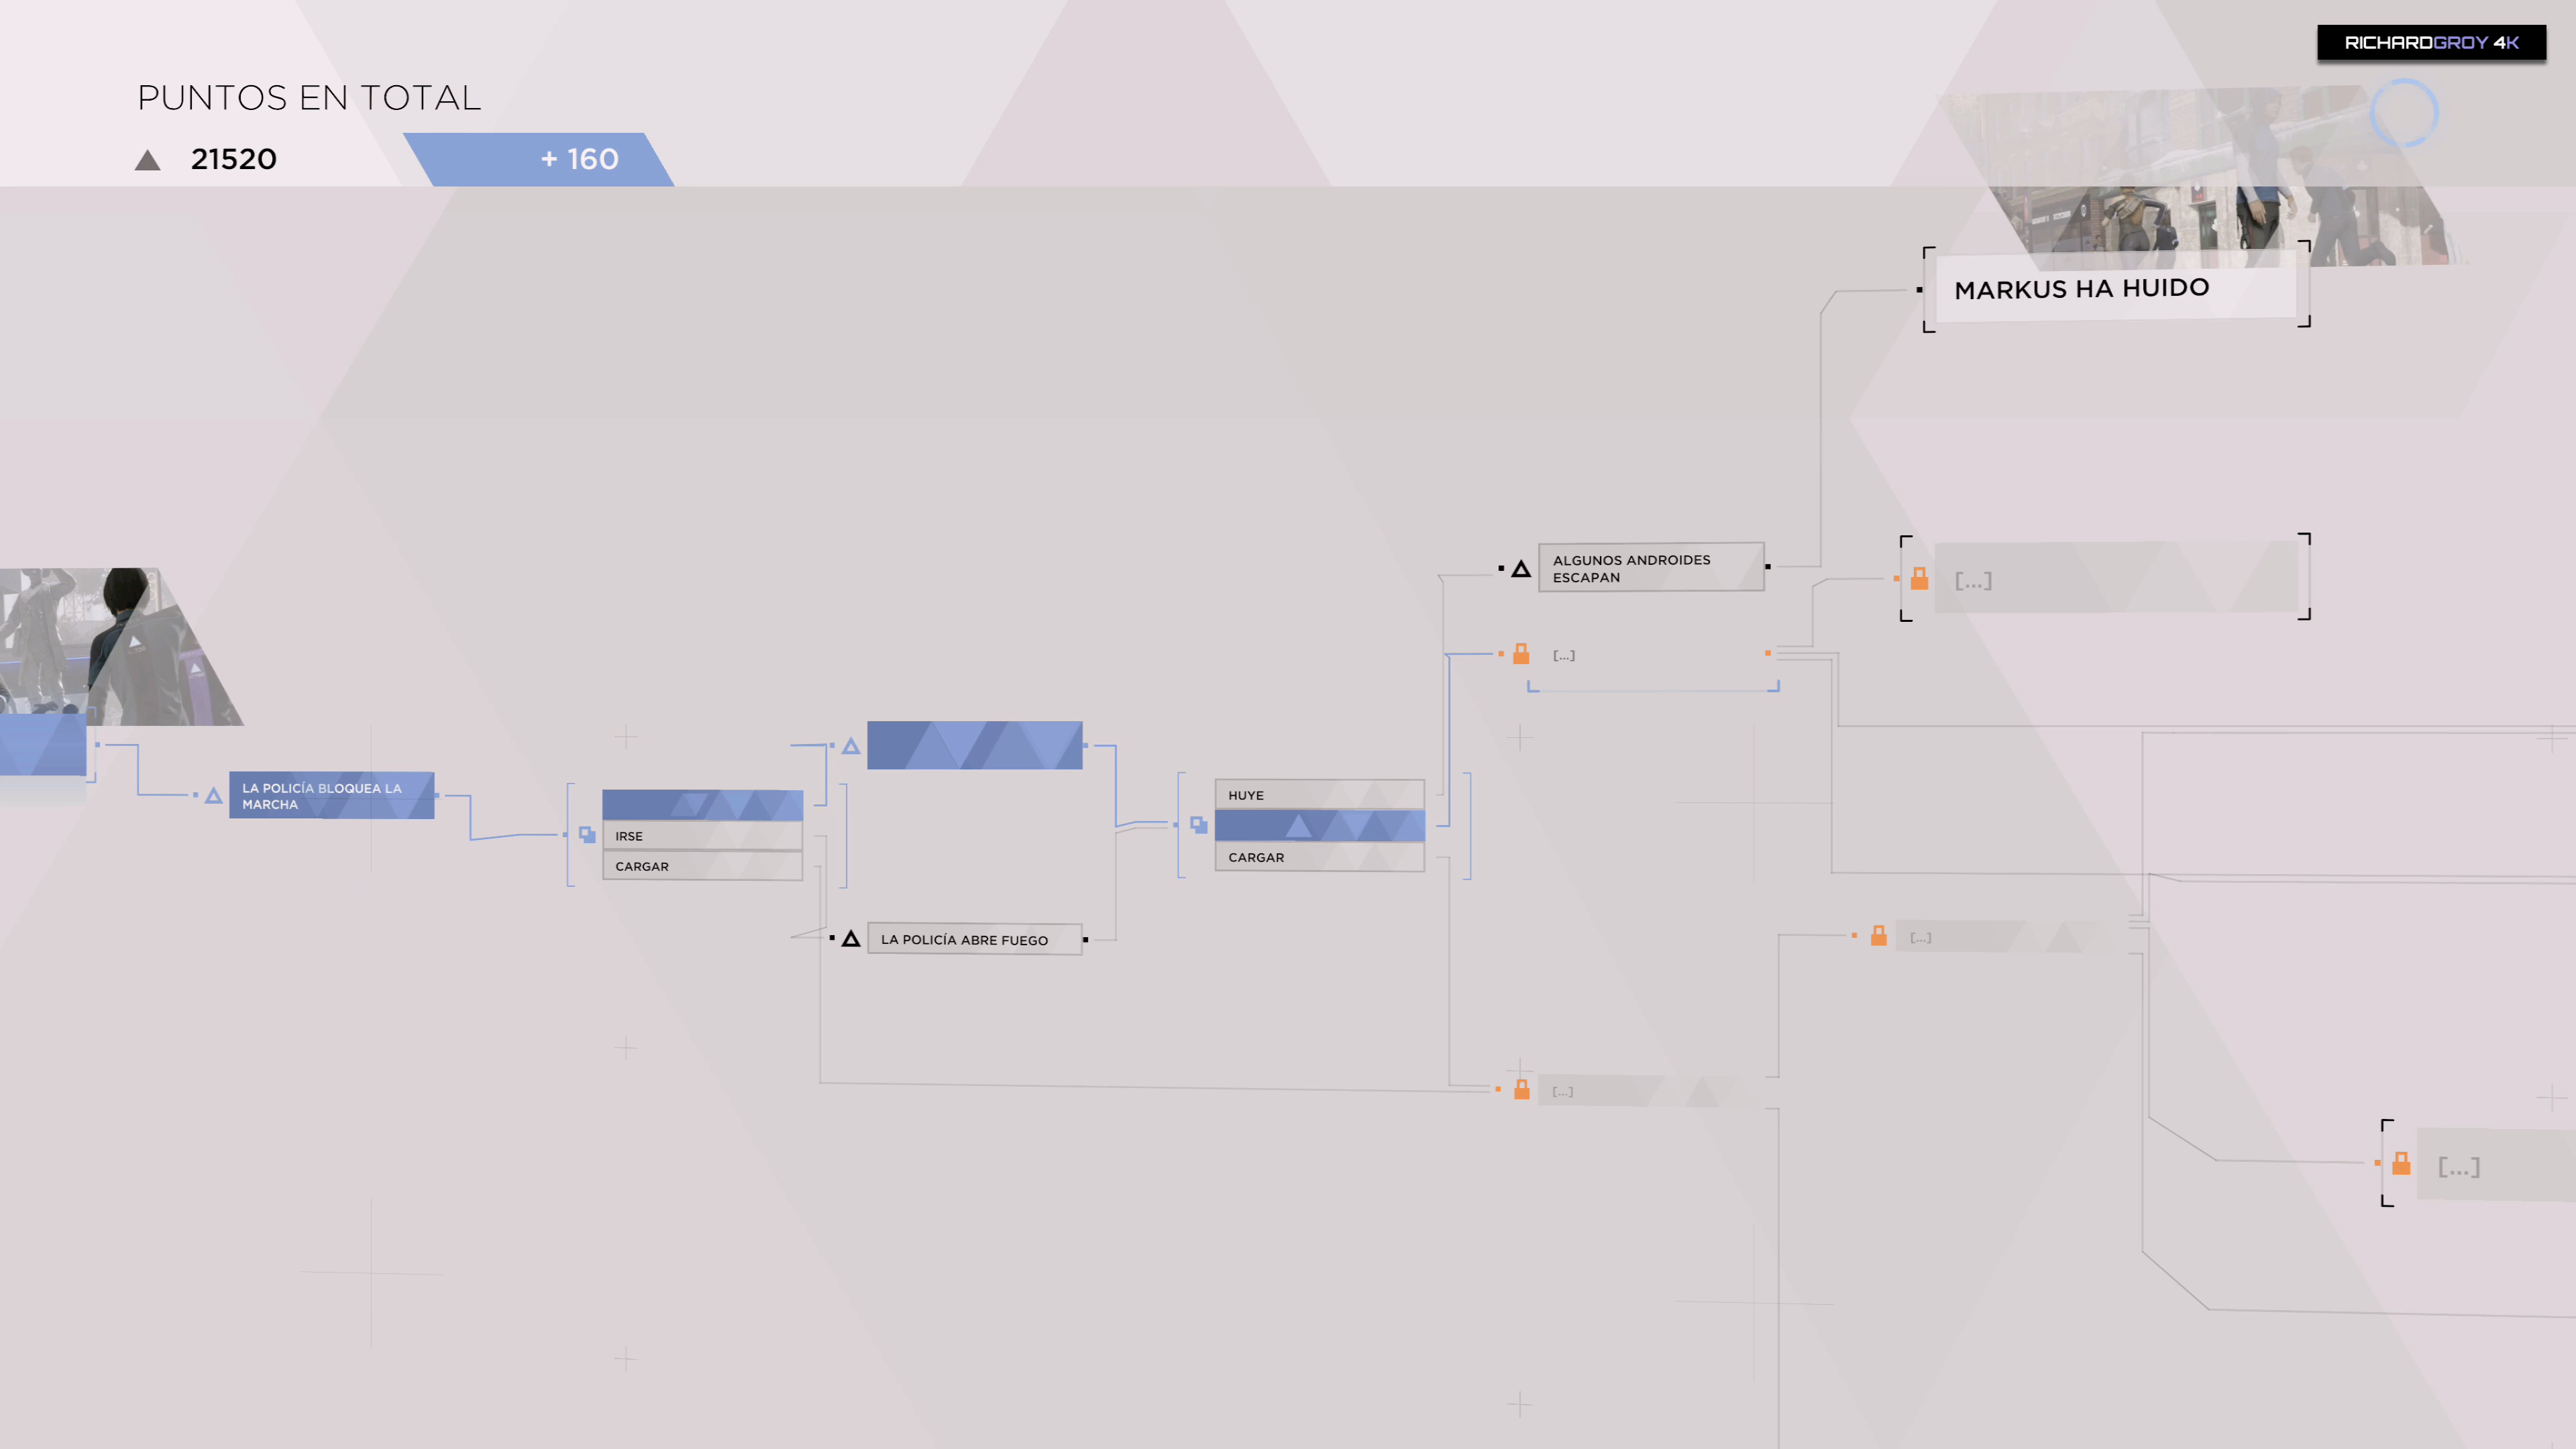 RICHARDGROY 4K
PUNTOS EN TOTAL
21520
+ 160
MARKUS HA HUIDO
ALGUNOS ANDROIDES
ESCAPAN
[...]
[...]
LA POLICÍA BLOQUEA LA
MARCHA
IRSE
CARGAR
HUYE
CARGAR
LA POLICÍA ABRE FUEGO
[...]
[...]
[...]